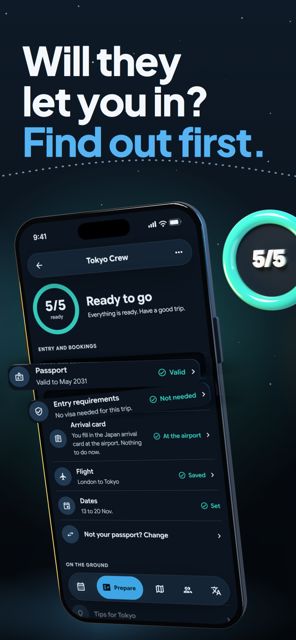 Will they
let you in?
Find out first.
9:41
Tokyo Crew
5/5
ready
Ready to go
Everything is ready. Have a good trip.
5/5
ENTRY AND BOOKINGS
Passport
Valid to May 2031
Valid
Entry requirements
No visa needed for this trip.
Not needed
Arrival card
You fill in the Japan arrival
card at the airport. Nothing
to do now.
At the airport
Flight
London to Tokyo
Saved
Dates
13 to 20 Nov.
Set
Not your passport? Change
ON THE GROUND
Prepare
Tips for Tokyo